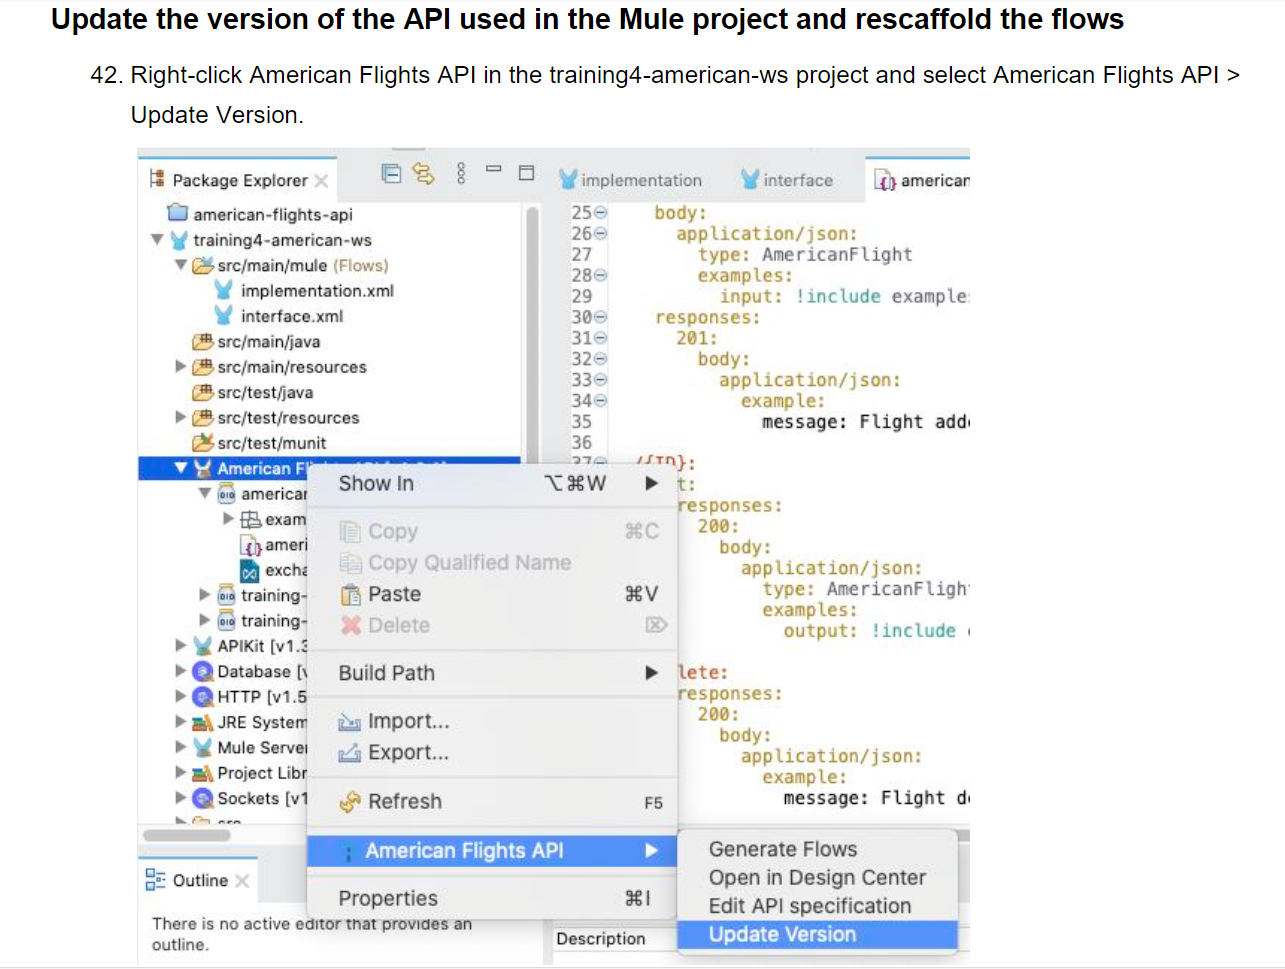 Update the version of the API used in the Mule project and rescaffold the flows
42. Right-click American Flights API in the training4-american-ws project and select American Flights API >
Update Version.
Package Explorer
american-flights-api
training4-american-ws
src/main/mule (Flows)
implementation.xml
interface.xml
src/main/java
src/main/resources
src/test/java
src/test/resources
src/test/munit
American
american
exam
ameri
excha
training-
training-
APIKit [v1.3
Database [v
HTTP [v1.5
JRE System
Mule Server
Project Libr
Sockets [v1
src
implementation
interface
american
25 body:
26 application/json:
27 type: AmericanFlight
28 examples:
29 input: !include examples
30 responses:
31 201:
32 body:
33 application/json:
34 example:
35 message: Flight adde
36
37 /{ID}:
t:
responses:
200:
body:
application/json:
type: AmericanFligh
examples:
output: !include
lete:
responses:
200:
body:
application/json:
example:
message: Flight de
Show In ⌥⌘W
Copy ⌘C
Copy Qualified Name
Paste ⌘V
Delete
Build Path
Import...
Export...
Refresh F5
American Flights API
Properties ⌘I
Generate Flows
Open in Design Center
Edit API specification
Update Version
Outline
There is no active editor that provides an
outline.
Description